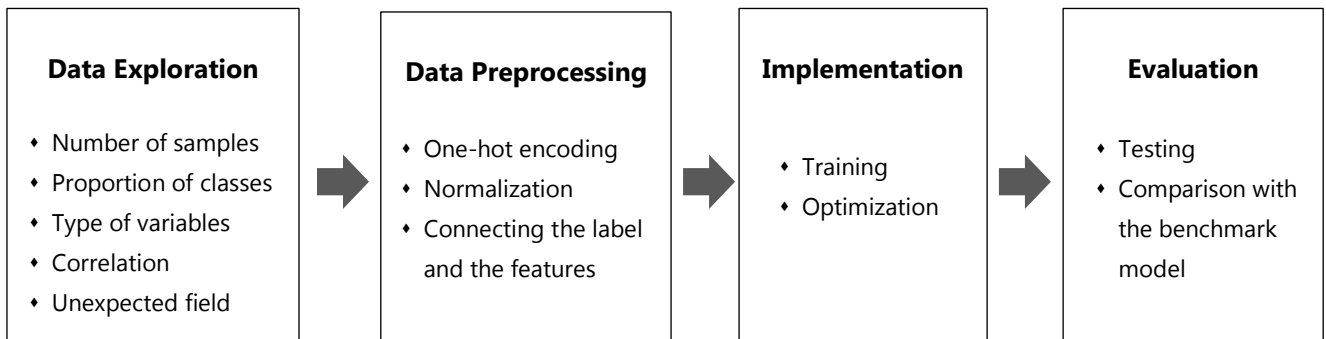 Data Exploration
Number of samples
Proportion of classes
Type of variables
Correlation
Unexpected field
Data Preprocessing
One-hot encoding
Normalization
Connecting the label
and the features
Implementation
Training
Optimization
Evaluation
Testing
Comparison with
the benchmark
model